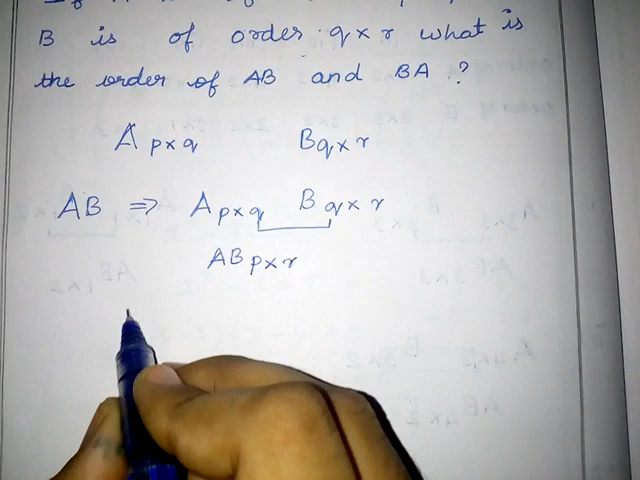 B is of order q × r what is
the order of AB and BA ?
A p×q B q×r
AB ⇒ A p×q B q×r
AB p×r